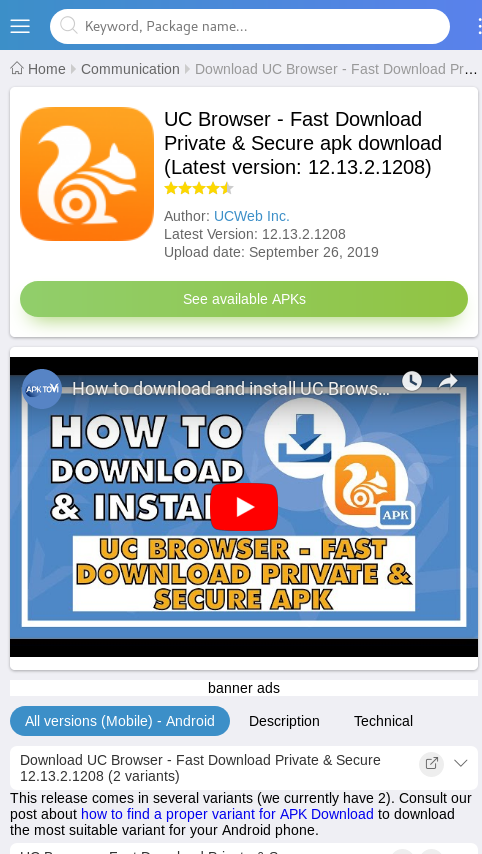 Keyword, Package name...
Home Communication Download UC Browser - Fast Download Pr...
UC Browser - Fast Download
Private & Secure apk download
(Latest version: 12.13.2.1208)
Author: UCWeb Inc.
Latest Version: 12.13.2.1208
Upload date: September 26, 2019
See available APKs
APK TOVI
How to download and install UC Brows...
HOW TO
DOWNLOAD
& INSTAL
APK
UC BROWSER - FAST
DOWNLOAD PRIVATE &
SECURE APK
banner ads
All versions (Mobile) - Android Description Technical
Download UC Browser - Fast Download Private & Secure
12.13.2.1208 (2 variants)
This release comes in several variants (we currently have 2). Consult our
post about how to find a proper variant for APK Download to download
the most suitable variant for your Android phone.